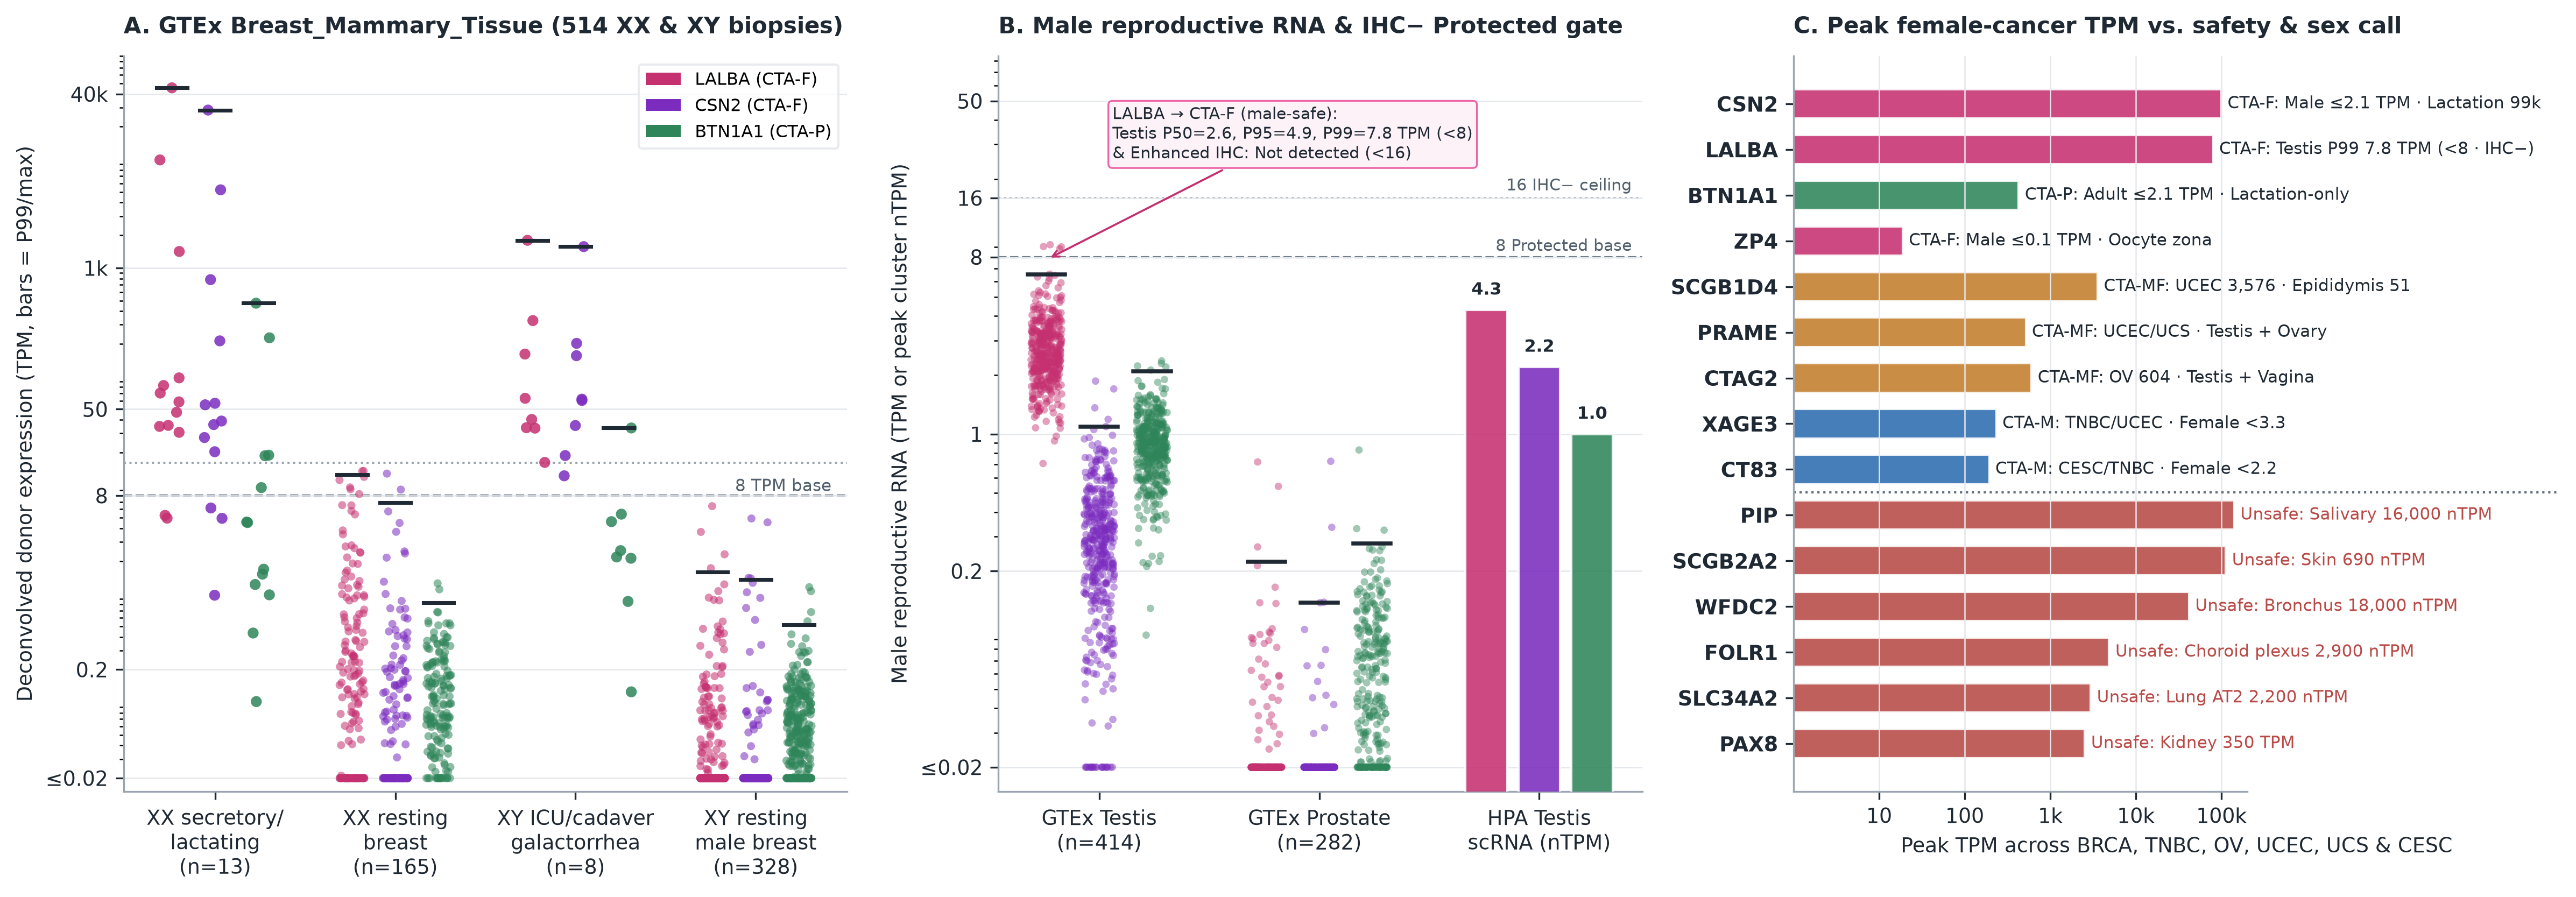 A. GTEx Breast_Mammary_Tissue (514 XX & XY biopsies)
Deconvolved donor expression (TPM, bars = P99/max)
40k
1k
50
8
0.2
≤0.02
LALBA (CTA-F)
CSN2 (CTA-F)
BTN1A1 (CTA-P)
8 TPM base
XX secretory/
lactating
(n=13)
XX resting
breast
(n=165)
XY ICU/cadaver
galactorrhea
(n=8)
XY resting
male breast
(n=328)
B. Male reproductive RNA & IHC− Protected gate
Male reproductive RNA (TPM or peak cluster nTPM)
50
16
8
1
0.2
≤0.02
LALBA → CTA-F (male-safe):
Testis P50=2.6, P95=4.9, P99=7.8 TPM (<8)
& Enhanced IHC: Not detected (<16)
16 IHC− ceiling
8 Protected base
4.3
2.2
1.0
GTEx Testis
(n=414)
GTEx Prostate
(n=282)
HPA Testis
scRNA (nTPM)
C. Peak female-cancer TPM vs. safety & sex call
CSN2
CTA-F: Male ≤2.1 TPM · Lactation 99k
LALBA
CTA-F: Testis P99 7.8 TPM (<8 · IHC−)
BTN1A1
CTA-P: Adult ≤2.1 TPM · Lactation-only
ZP4
CTA-F: Male ≤0.1 TPM · Oocyte zona
SCGB1D4
CTA-MF: UCEC 3,576 · Epididymis 51
PRAME
CTA-MF: UCEC/UCS · Testis + Ovary
CTAG2
CTA-MF: OV 604 · Testis + Vagina
XAGE3
CTA-M: TNBC/UCEC · Female <3.3
CT83
CTA-M: CESC/TNBC · Female <2.2
PIP
Unsafe: Salivary 16,000 nTPM
SCGB2A2
Unsafe: Skin 690 nTPM
WFDC2
Unsafe: Bronchus 18,000 nTPM
FOLR1
Unsafe: Choroid plexus 2,900 nTPM
SLC34A2
Unsafe: Lung AT2 2,200 nTPM
PAX8
Unsafe: Kidney 350 TPM
10
100
1k
10k
100k
Peak TPM across BRCA, TNBC, OV, UCEC, UCS & CESC